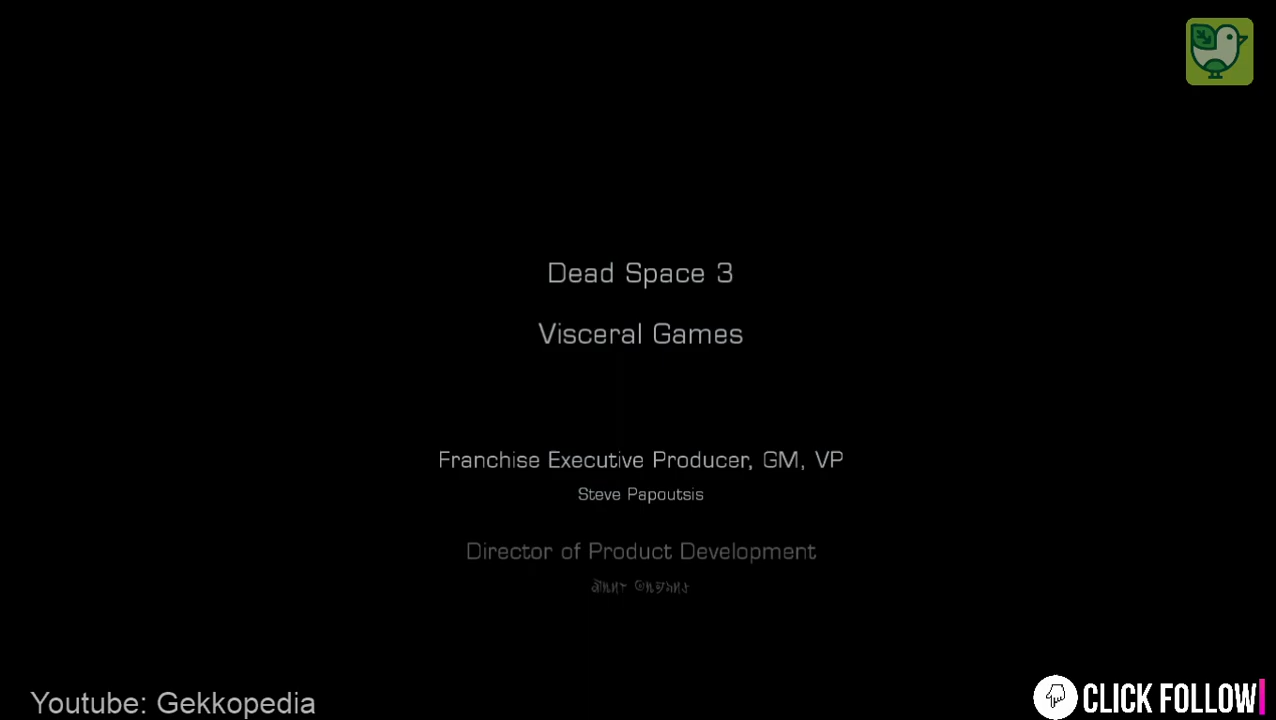 Dead Space 3
Visceral Games
Franchise Executive Producer, GM, VP
Steve Papoutsis
Director of Product Development
Youtube: Gekkopedia
CLICK FOLLOW